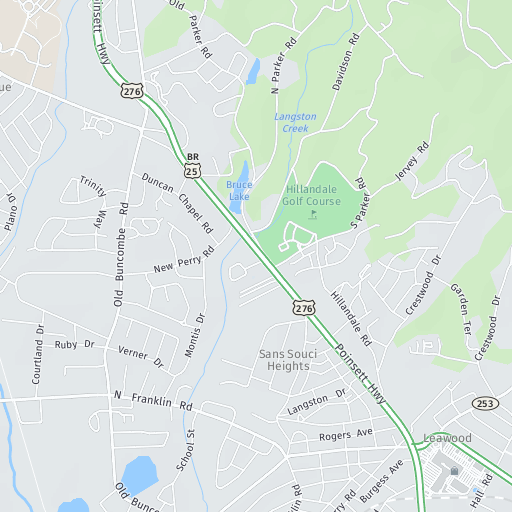 Old
Parker
Rd
Poinsett Hwy
276
N Parker Rd
Davidson Rd
Langston
Creek
BR
25
Jervey Rd
Trinity
Way
Duncan Chapel Rd
Bruce
Lake
Hillandale
Golf Course
S Parker
Rd
Plano Dr
Old Buncombe Rd
New Perry Rd
Crestwood Dr
Garden Ter
Crestwood Dr
276
Hillandale Rd
Courtland Dr
Ruby Dr
Verner Dr
Montis Dr
Sans Souci
Heights
Poinsett Hwy
N Franklin Rd
Langston Dr
253
Rogers Ave
Leawood
School St
Burgess Ave
Rd
Hall Rd
Old